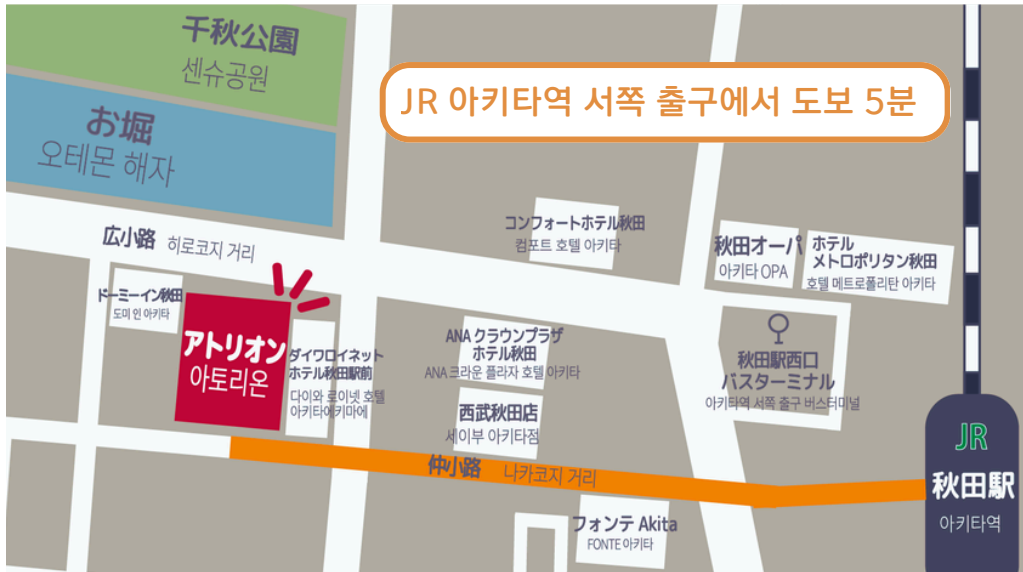 千秋公園
센슈공원
お堀
오테몬 해자
JR 아키타역 서쪽 출구에서 도보 5분
広小路 히로코지 거리
コンフォートホテル秋田
컴포트 호텔 아키타
秋田オーパ
아키타 OPA
ホテル
メトロポリタン秋田
호텔 메트로폴리탄 아키타
ドーミーイン秋田
도미 인 아키타
アトリオン
아토리온
ダイワロイネット
ホテル秋田駅前
다이와 로이넷 호텔
아키타에키마에
ANA クラウンプラザ
ホテル秋田
ANA 크라운 플라자 호텔 아키타
西武秋田店
세이부 아키타점
秋田駅西口
バスターミナル
아키타역 서쪽 출구 버스터미널
仲小路 나카코지 거리
フォンテ Akita
FONTE 아키타
JR
秋田駅
아키타역